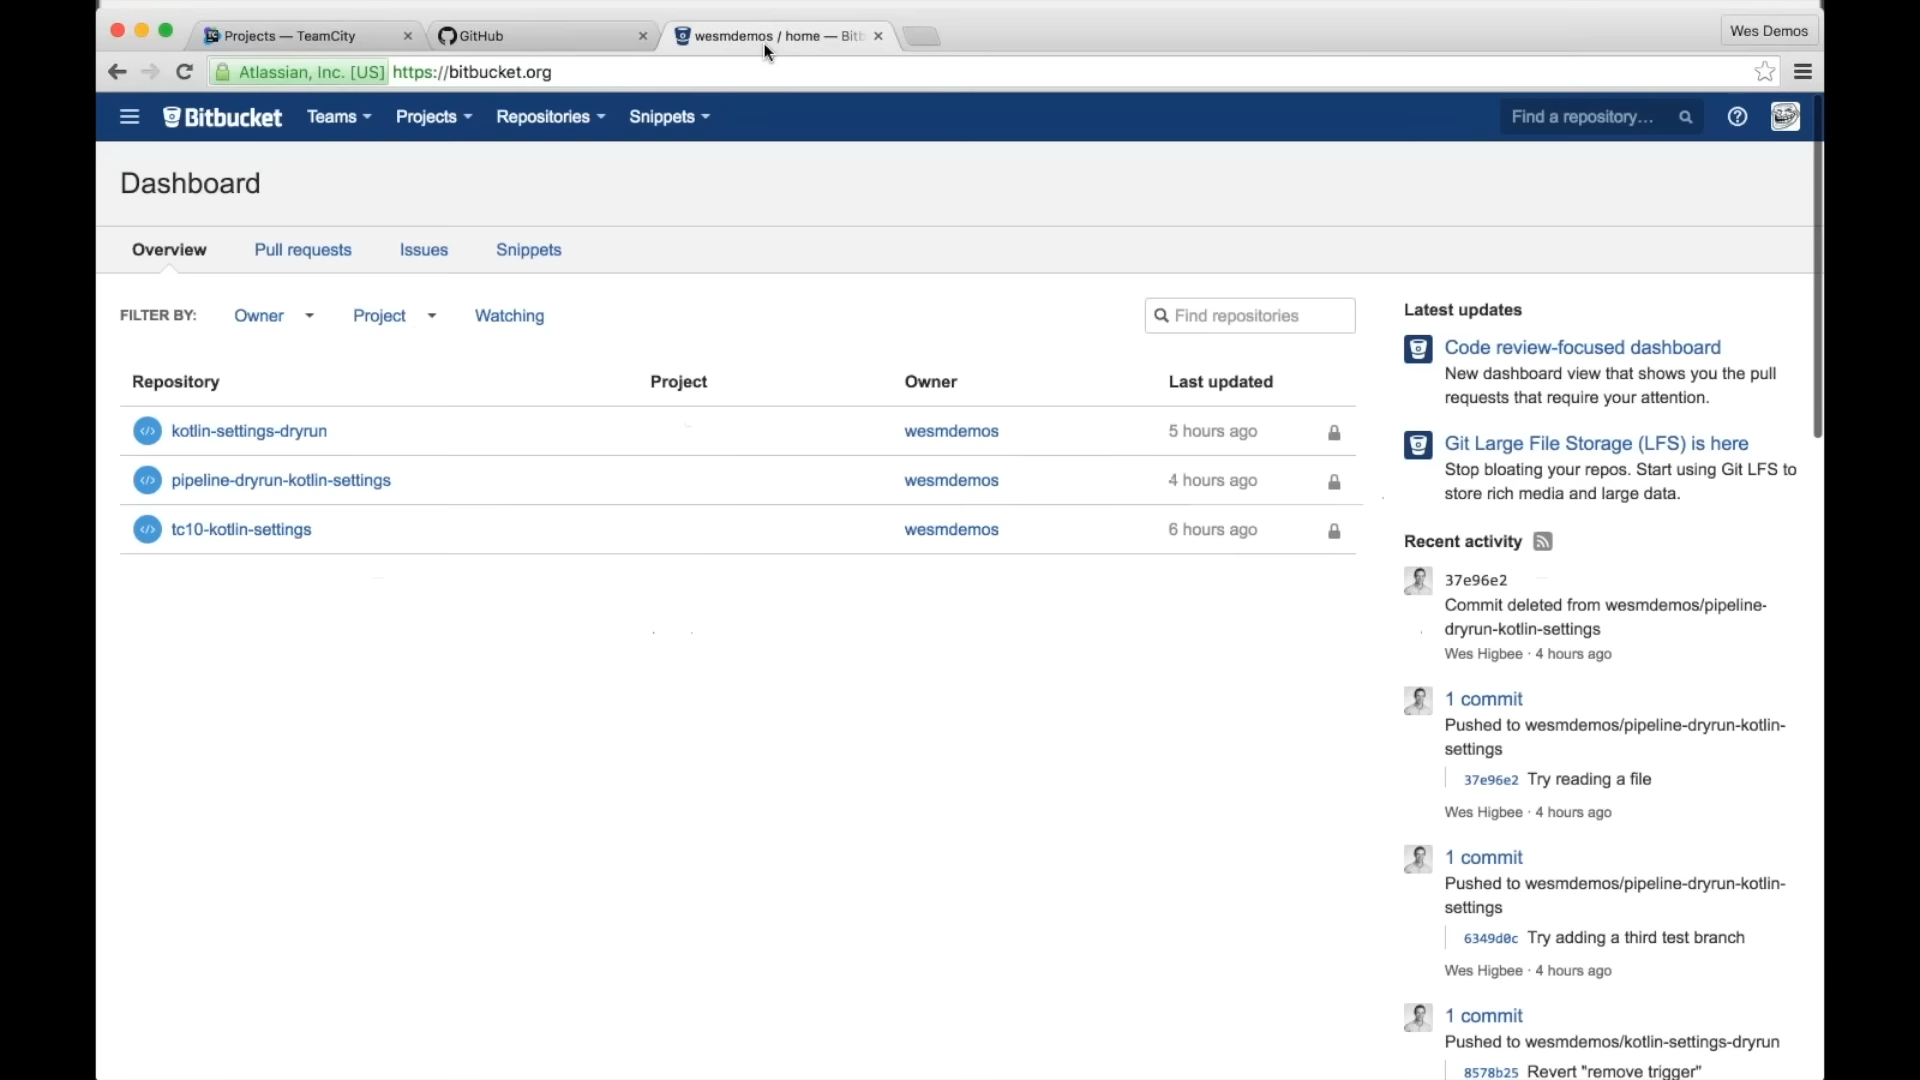 Projects — TeamCity
GitHub
wesmdemos / home — Bitb
Wes Demos
Atlassian, Inc. [US] https://bitbucket.org
Bitbucket Teams Projects Repositories Snippets Find a repository...
Dashboard
Overview Pull requests Issues Snippets
FILTER BY: Owner Project Watching Find repositories
Repository Project Owner Last updated
kotlin-settings-dryrun wesmdemos 5 hours ago
pipeline-dryrun-kotlin-settings wesmdemos 4 hours ago
tc10-kotlin-settings wesmdemos 6 hours ago
Latest updates
Code review-focused dashboard
New dashboard view that shows you the pull
requests that require your attention.
Git Large File Storage (LFS) is here
Stop bloating your repos. Start using Git LFS to
store rich media and large data.
Recent activity
37e96e2
Commit deleted from wesmdemos/pipeline-
dryrun-kotlin-settings
Wes Higbee · 4 hours ago
1 commit
Pushed to wesmdemos/pipeline-dryrun-kotlin-
settings
37e96e2 Try reading a file
Wes Higbee · 4 hours ago
1 commit
Pushed to wesmdemos/pipeline-dryrun-kotlin-
settings
6349d0c Try adding a third test branch
Wes Higbee · 4 hours ago
1 commit
Pushed to wesmdemos/kotlin-settings-dryrun
8578b25 Revert "remove trigger"